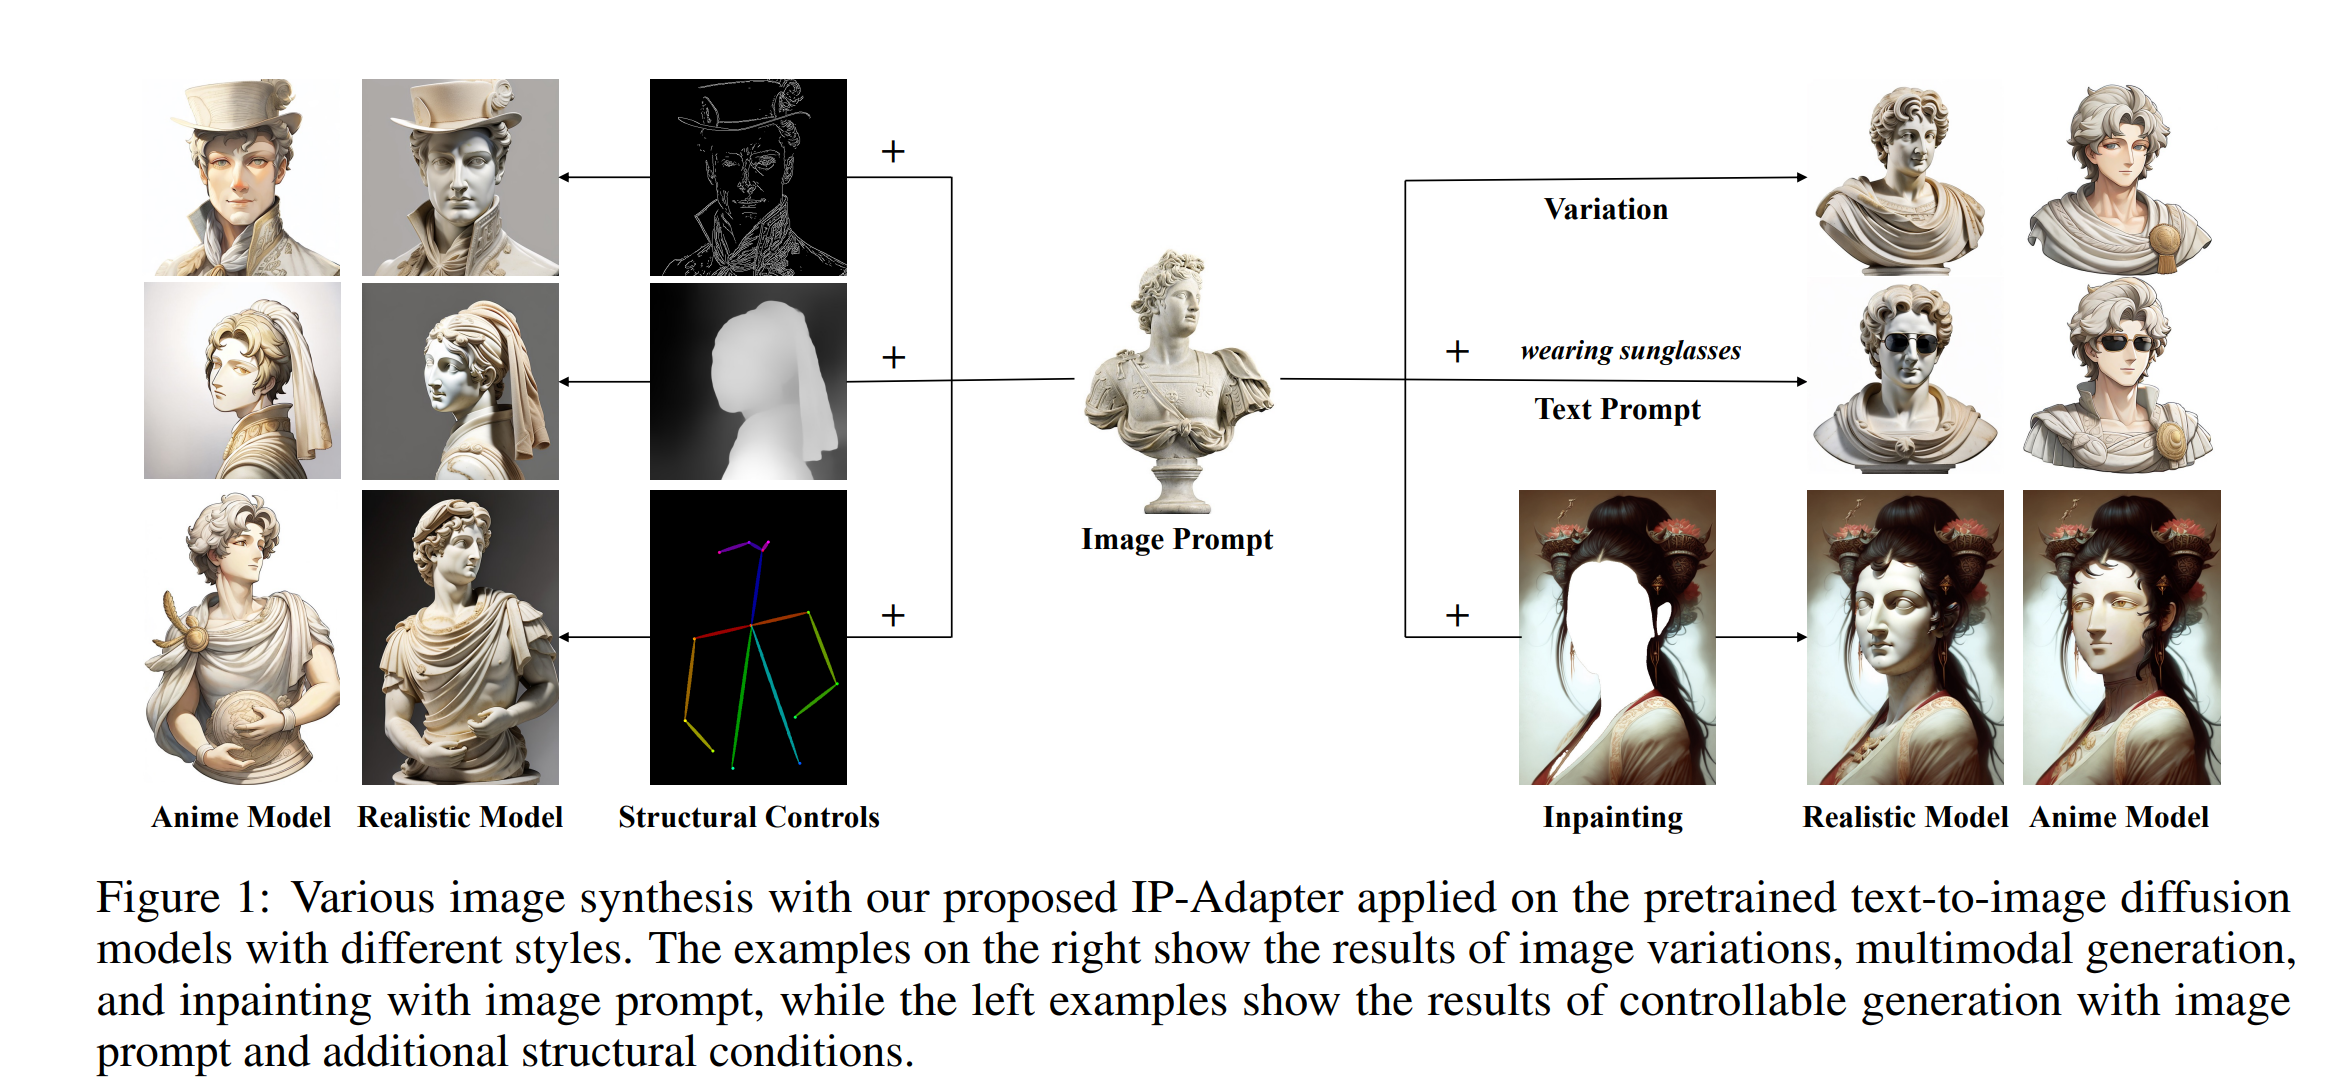 +
Variation
+
+
wearing sunglasses
Text Prompt
Image Prompt
+
+
Anime Model
Realistic Model
Structural Controls
Inpainting
Realistic Model
Anime Model
Figure 1: Various image synthesis with our proposed IP-Adapter applied on the pretrained text-to-image diffusion
models with different styles. The examples on the right show the results of image variations, multimodal generation,
and inpainting with image prompt, while the left examples show the results of controllable generation with image
prompt and additional structural conditions.